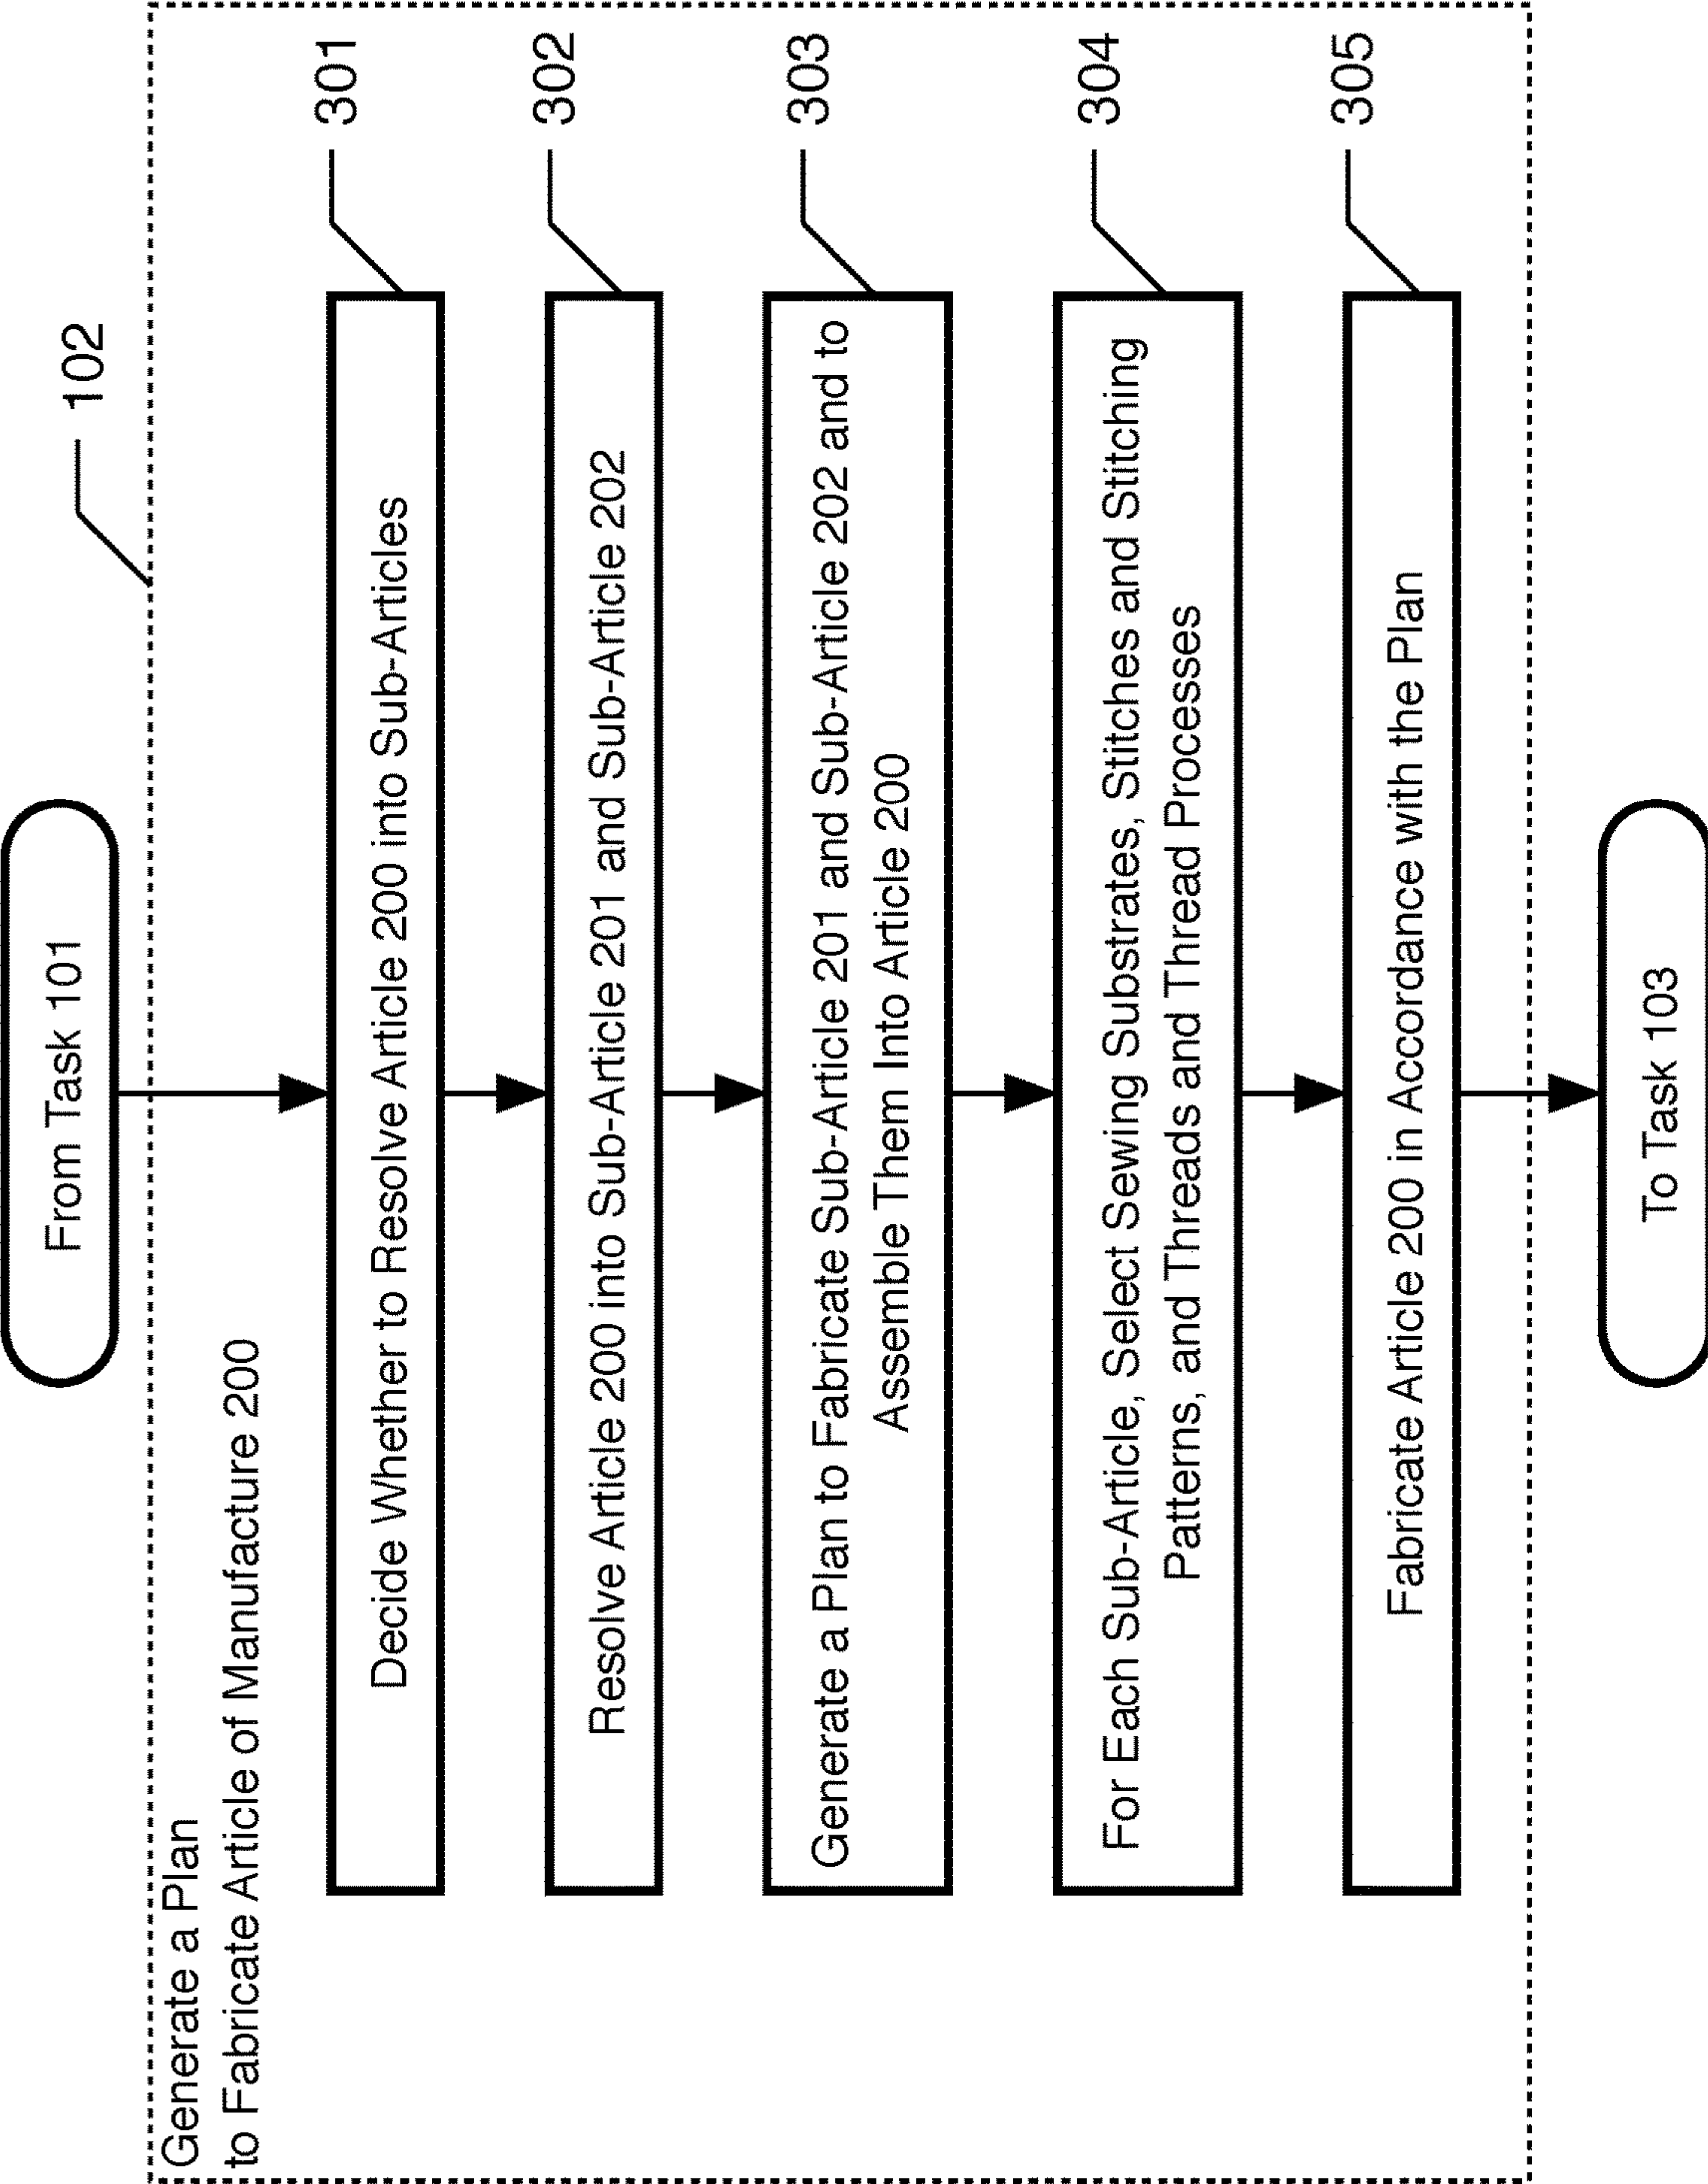 From Task 101
102
Generate a Plan
to Fabricate Article of Manufacture 200
301
Decide Whether to Resolve Article 200 into Sub-Articles
302
Resolve Article 200 into Sub-Article 201 and Sub-Article 202
303
Generate a Plan to Fabricate Sub-Article 201 and Sub-Article 202 and to
Assemble Them Into Article 200
304
For Each Sub-Article, Select Sewing Substrates, Stitches and Stitching
Patterns, and Threads and Thread Processes
305
Fabricate Article 200 in Accordance with the Plan
To Task 103